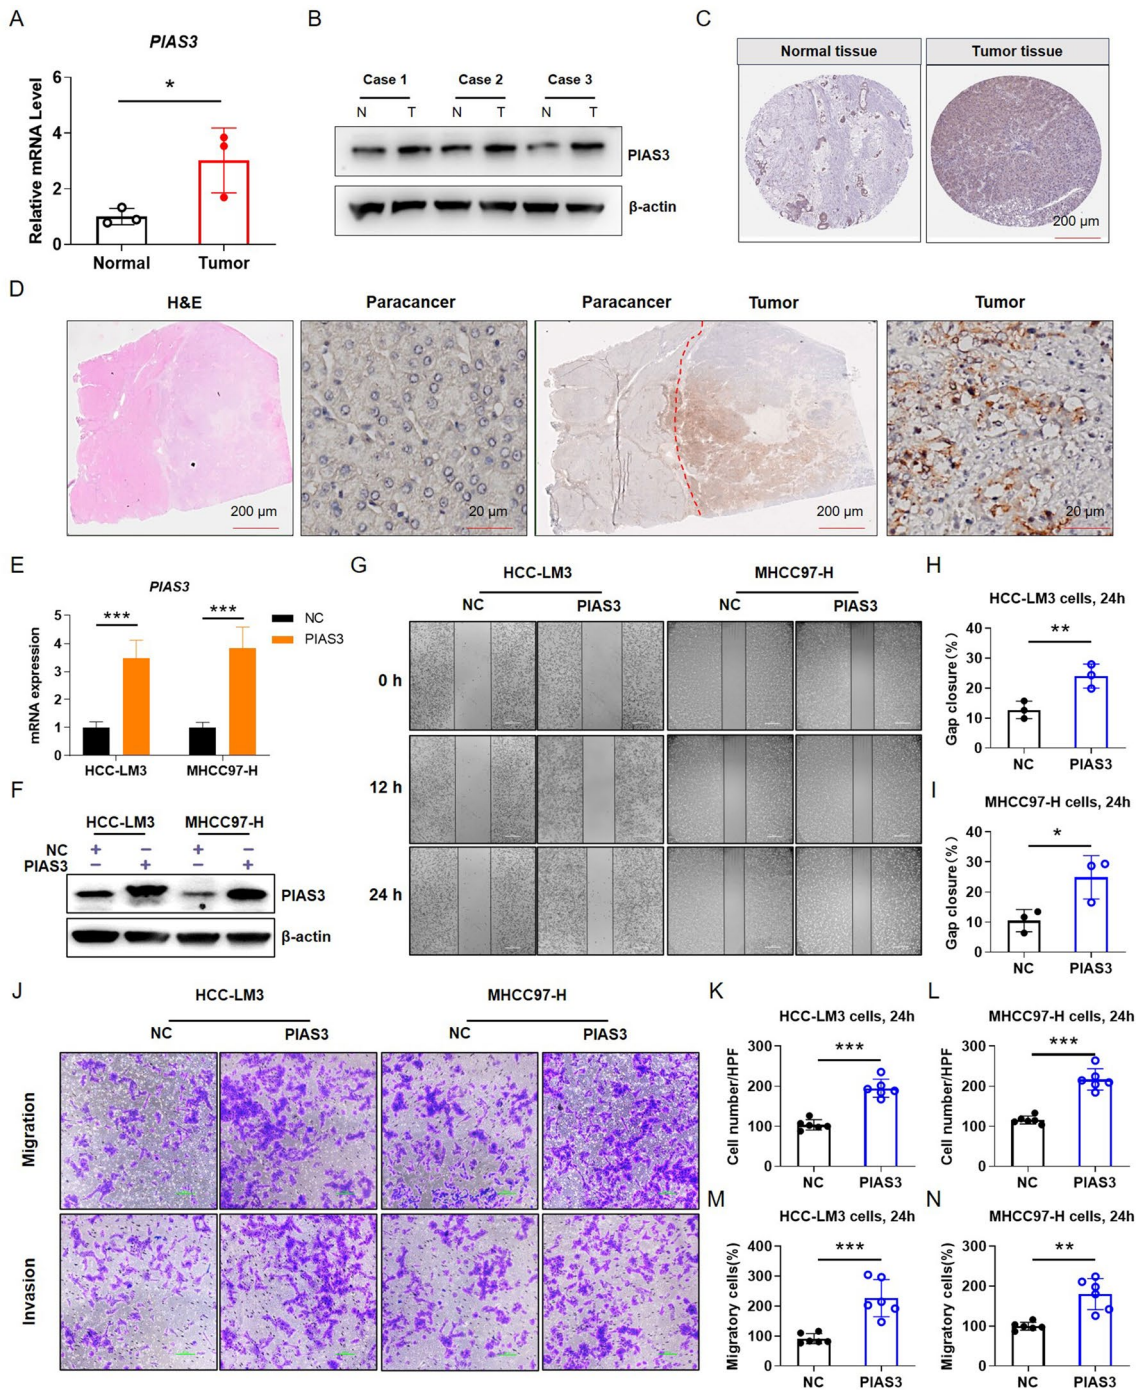 A
PIAS3
Relative mRNA Level
6
4
2
0
*
Normal Tumor
B
Case 1 Case 2 Case 3
N T N T N T
PIAS3
β-actin
C
Normal tissue Tumor tissue
200 µm
D
H&E Paracancer Paracancer Tumor Tumor
200 µm 20 µm 200 µm 20 µm
E
PIAS3
mRNA expression
5
4
3
2
1
0
*** ***
NC
PIAS3
HCC-LM3 MHCC97-H
F
HCC-LM3 MHCC97-H
NC + − + −
PIAS3 − + − +
PIAS3
β-actin
G
HCC-LM3 MHCC97-H
NC PIAS3 NC PIAS3
0 h
12 h
24 h
H
HCC-LM3 cells, 24h
Gap closure(%)
40
30
20
10
0
**
NC PIAS3
I
MHCC97-H cells, 24h
Gap closure(%)
40
30
20
10
0
*
NC PIAS3
J
HCC-LM3 MHCC97-H
NC PIAS3 NC PIAS3
Migration
Invasion
K
HCC-LM3 cells, 24h
Cell number/HPF
300
200
100
0
***
NC PIAS3
L
MHCC97-H cells, 24h
Cell number/HPF
300
200
100
0
***
NC PIAS3
M
HCC-LM3 cells, 24h
Migratory cells(%)
400
300
200
100
0
***
NC PIAS3
N
MHCC97-H cells, 24h
Migratory cells(%)
400
300
200
100
0
**
NC PIAS3